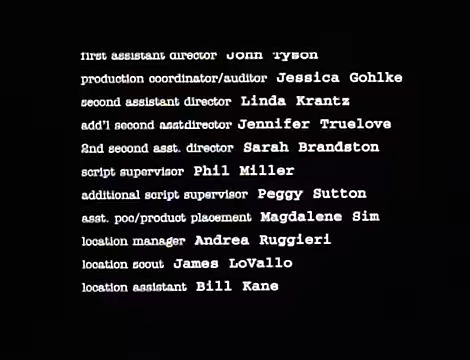 first assistant director John Tyson
production coordinator/auditor Jessica Gohlke
second assistant director Linda Krantz
add'l second asstdirector Jennifer Truelove
2nd second asst. director Sarah Brandston
script supervisor Phil Miller
additional script supervisor Peggy Sutton
asst. poc/product placement Magdalene Sim
location manager Andrea Ruggieri
location scout James LoVallo
location assistant Bill Kane